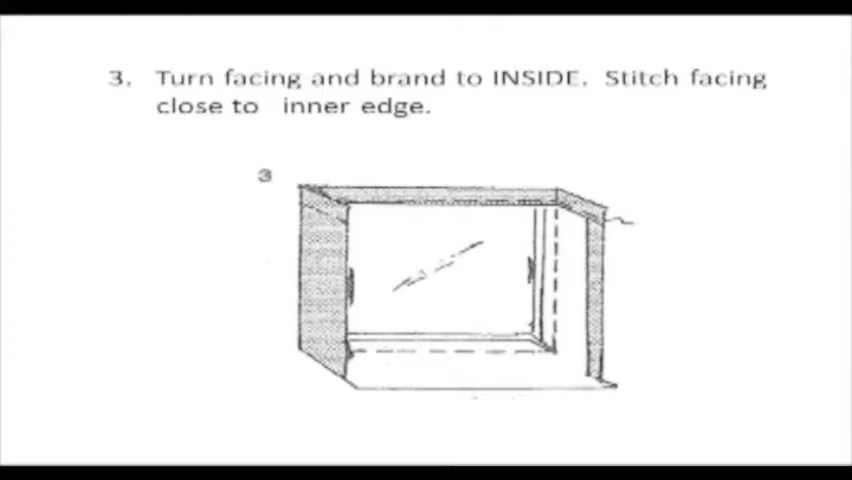 3. Turn facing and brand to INSIDE. Stitch facing
close to inner edge.
3